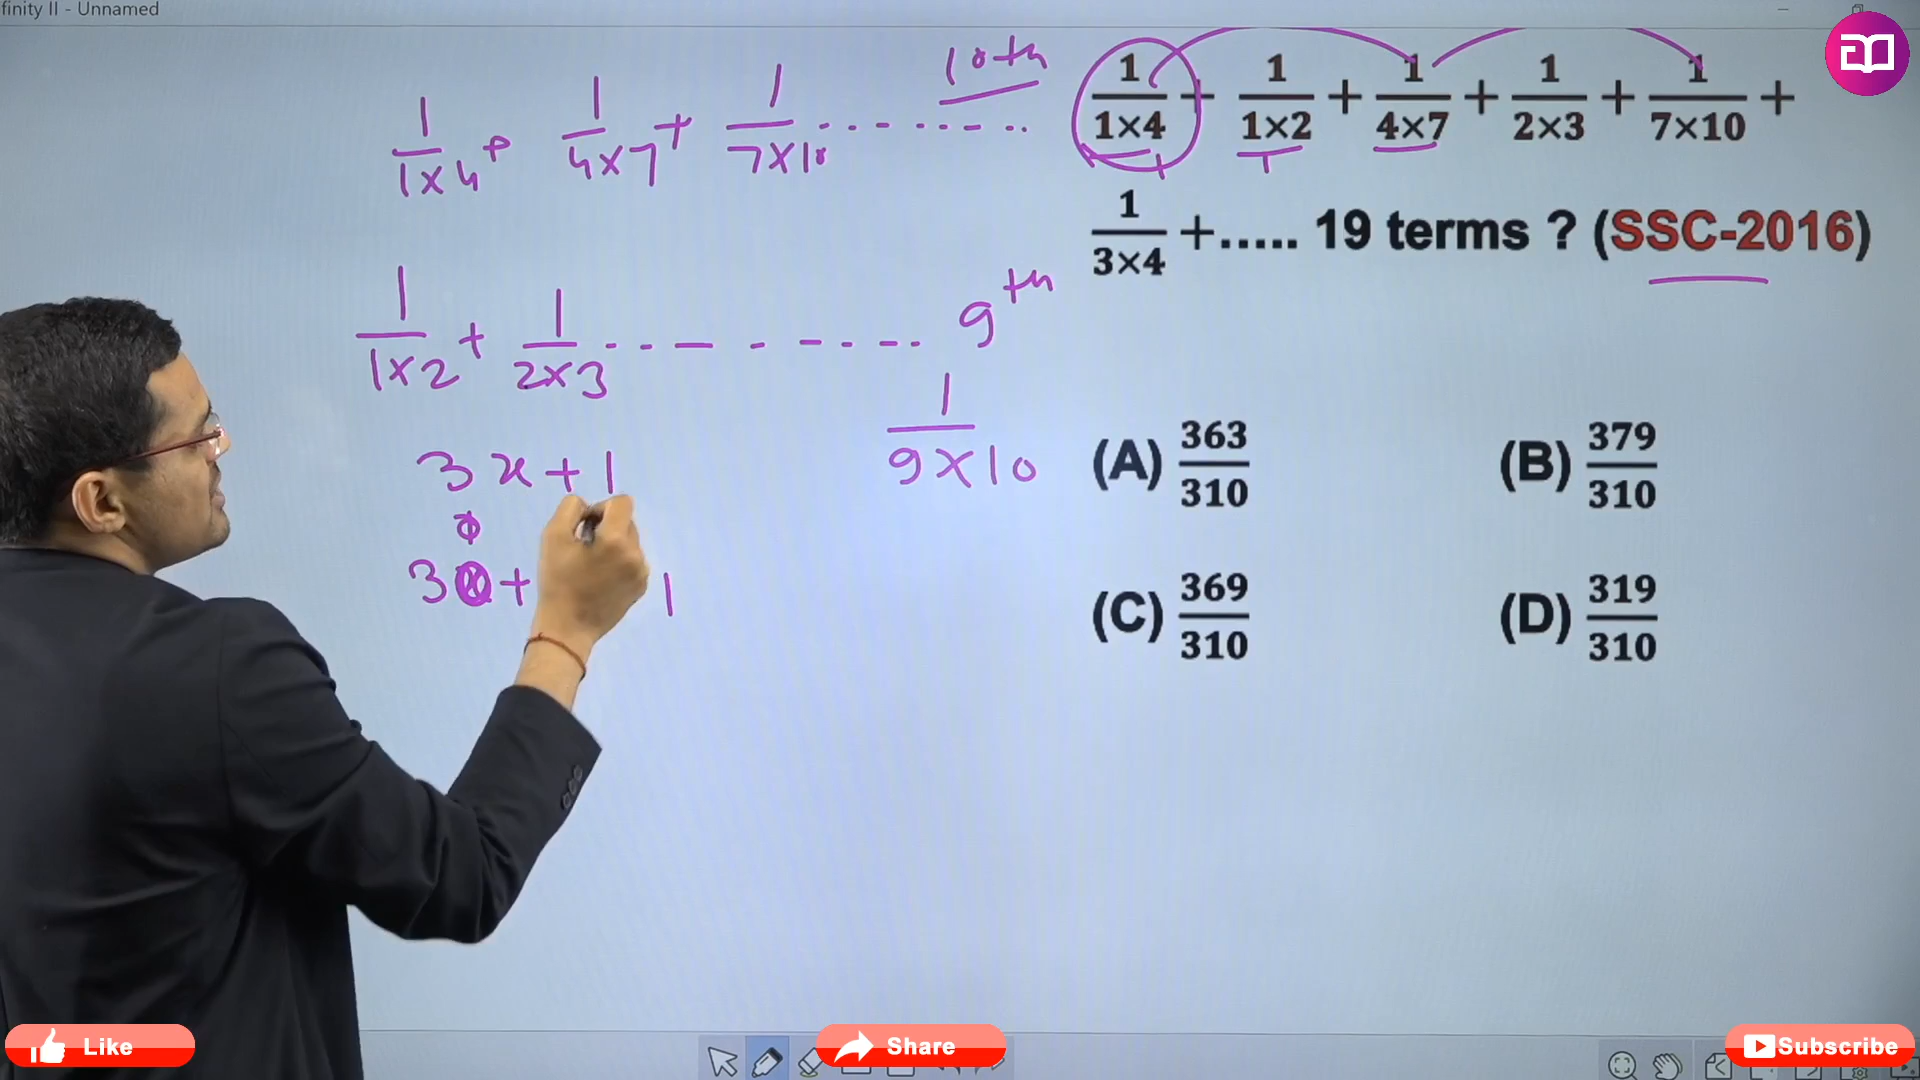 finity II - Unnamed
1/1×4 + 1/1×2 + 1/4×7 + 1/2×3 + 1/7×10 +
1/3×4 +..... 19 terms ? (SSC-2016)
1/1×4 + 1/4×7 + 1/7×10 ......... 10th
1/1×2 + 1/2×3 ......... 9th
1/9×10
3x+1
3 + 1
(A) 363/310
(B) 379/310
(C) 369/310
(D) 319/310
Like
Share
Subscribe